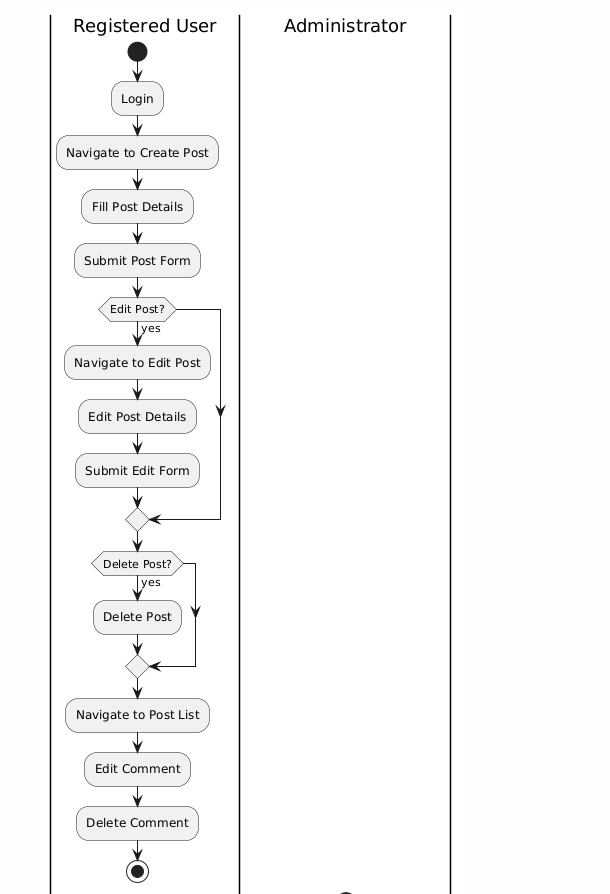 Registered User
Administrator
Login
Navigate to Create Post
Fill Post Details
Submit Post Form
Edit Post?
yes
Navigate to Edit Post
Edit Post Details
Submit Edit Form
Delete Post?
yes
Delete Post
Navigate to Post List
Edit Comment
Delete Comment